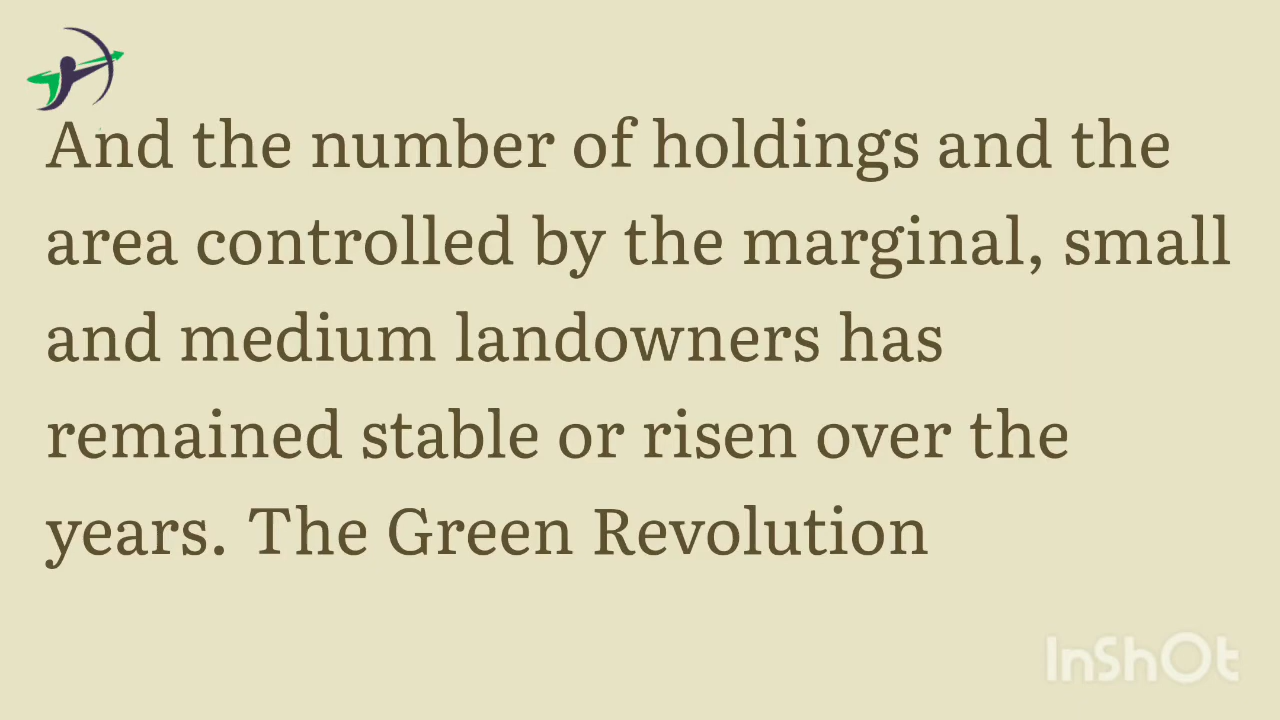 And the number of holdings and the
area controlled by the marginal, small
and medium landowners has
remained stable or risen over the
years. The Green Revolution
InShOt